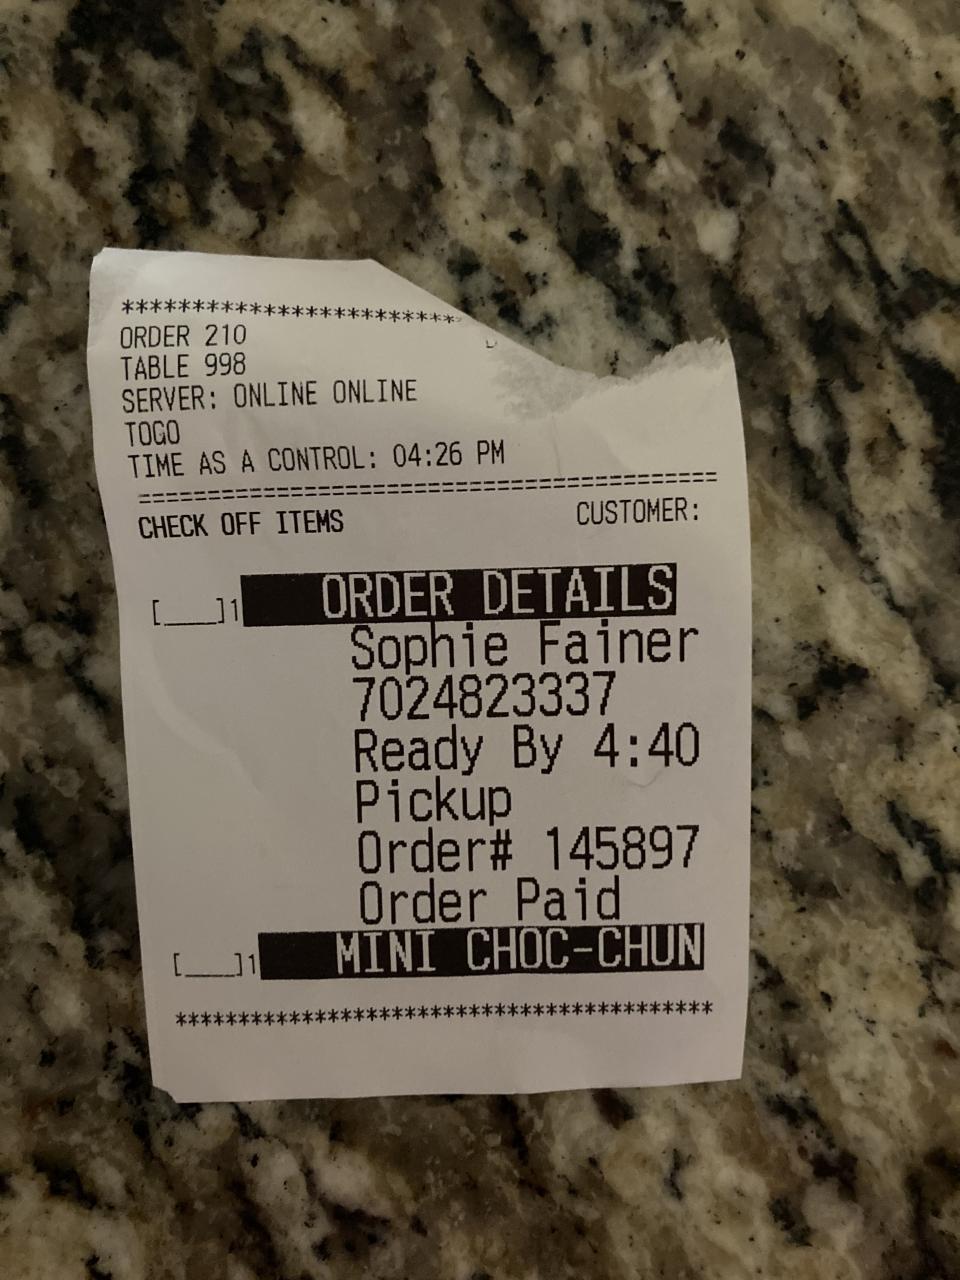 ***********************
ORDER 210
TABLE 998
SERVER: ONLINE ONLINE
TOGO
TIME AS A CONTROL: 04:26 PM
==========================================
CHECK OFF ITEMS CUSTOMER:
[____]1 ORDER DETAILS
Sophie Fainer
7024823337
Ready By 4:40
Pickup
Order# 145897
Order Paid
[____]1 MINI CHOC-CHUN
******************************************